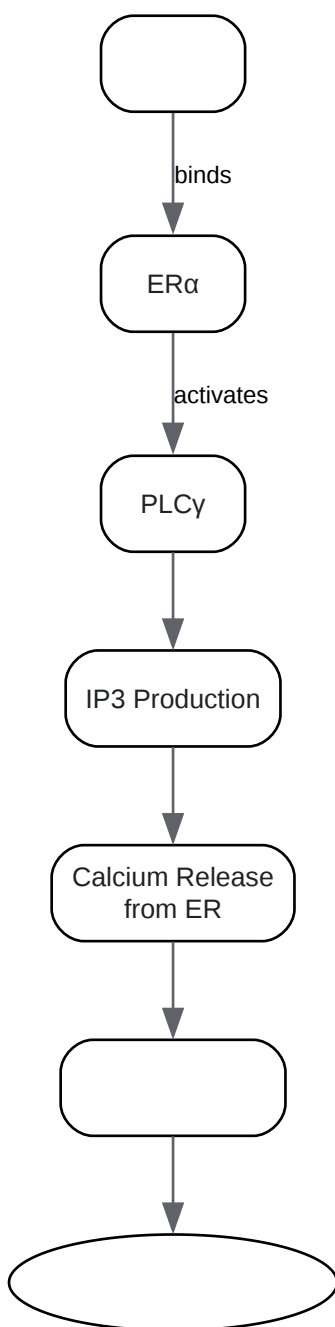 binds
ERα
activates
PLCγ
IP3 Production
Calcium Release
from ER